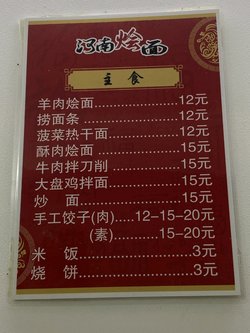 河南烩面
主食
羊肉烩面......................12元
捞面条 ......................12元
菠菜热干面..................12元
酥肉烩面 ....................15元
牛肉拌刀削 .................15元
大盘鸡拌面..................15元
炒 面.......................15元
手工饺子(肉)......12-15-20元
(素)............15-20元
米 饭..........................3元
烧 饼..........................3元